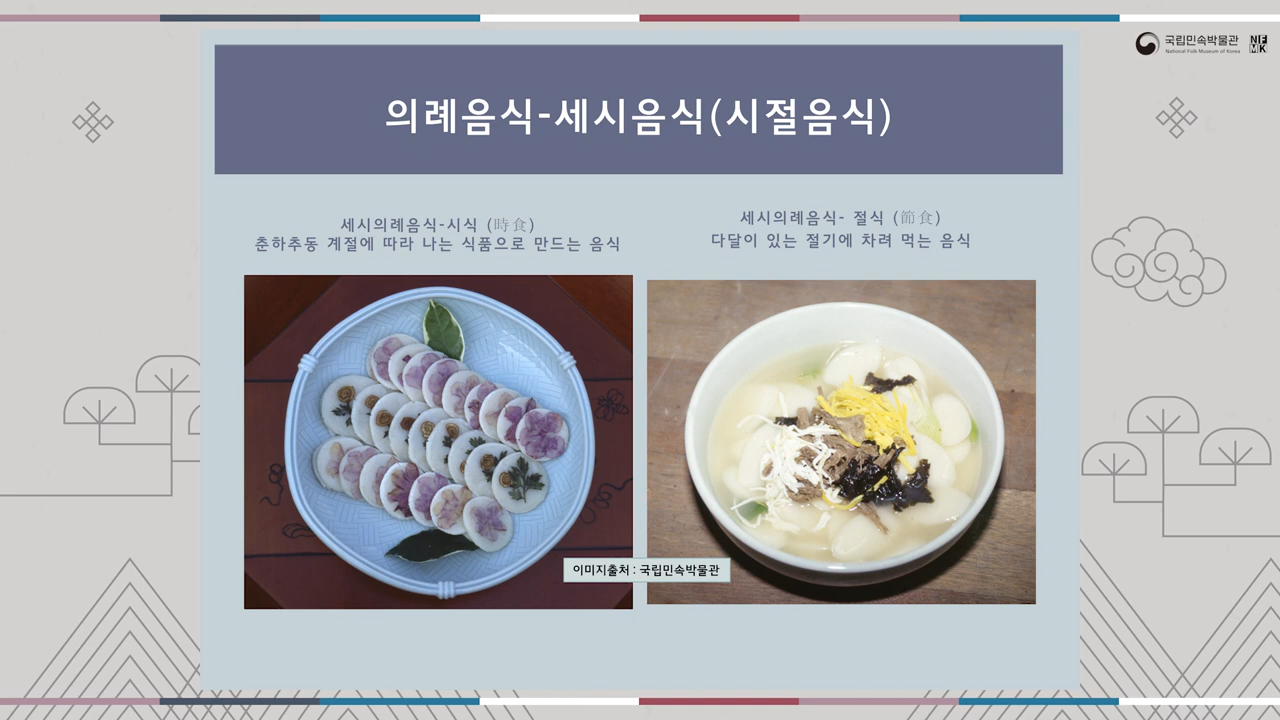 국립민속박물관
National Folk Museum of Korea
NF
MK
의례음식-세시음식(시절음식)
세시의례음식-시식 (時食)
춘하추동 계절에 따라 나는 식품으로 만드는 음식
세시의례음식- 절식 (節食)
다달이 있는 절기에 차려 먹는 음식
이미지출처 : 국립민속박물관